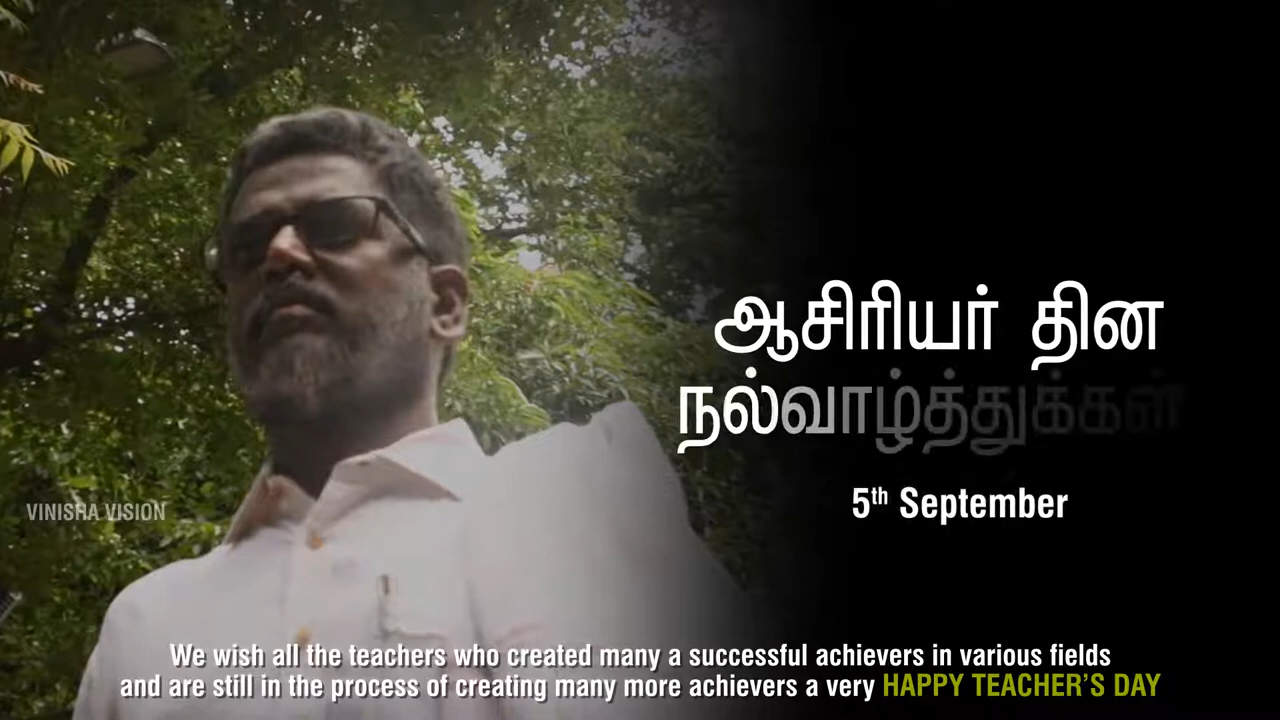 ஆசிரியர் தின
நல்வாழ்த்துக்கள்
5th September
VINISHA VISION
We wish all the teachers who created many a successful achievers in various fields
and are still in the process of creating many more achievers a very HAPPY TEACHER'S DAY